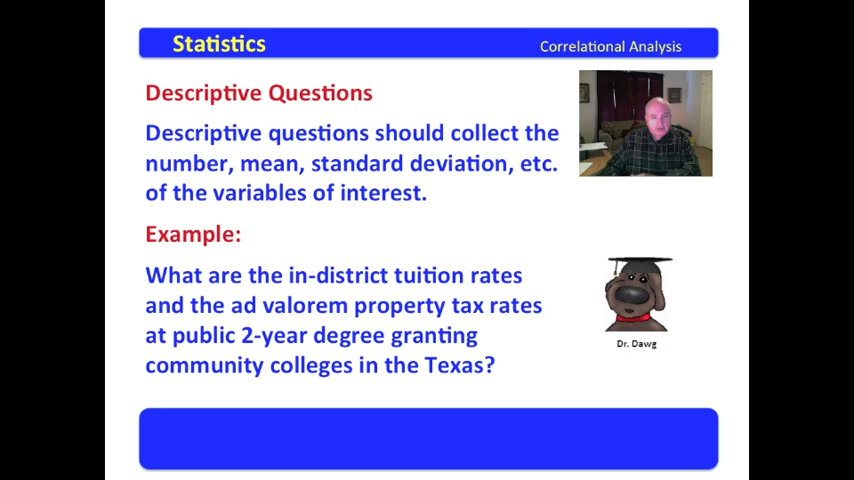 Statistics
Correlational Analysis
Descriptive Questions
Descriptive questions should collect the
number, mean, standard deviation, etc.
of the variables of interest.
Example:
What are the in-district tuition rates
and the ad valorem property tax rates
at public 2-year degree granting
community colleges in the Texas?
Dr. Dawg